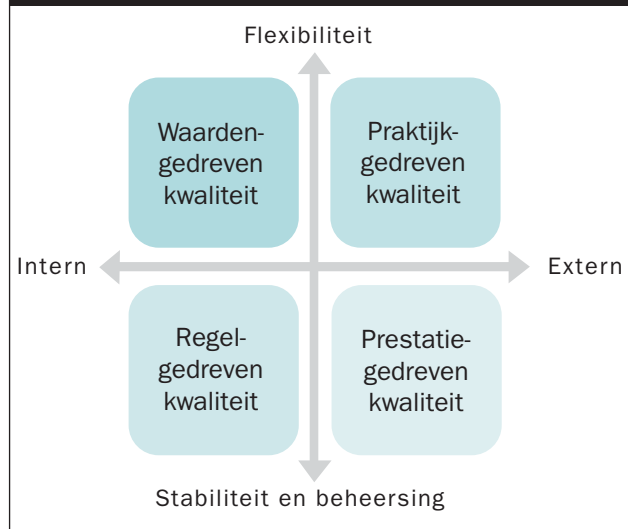 Flexibiliteit
Waarden-
gedreven
kwaliteit
Praktijk-
gedreven
kwaliteit
Intern
Extern
Regel-
gedreven
kwaliteit
Prestatie-
gedreven
kwaliteit
Stabiliteit en beheersing